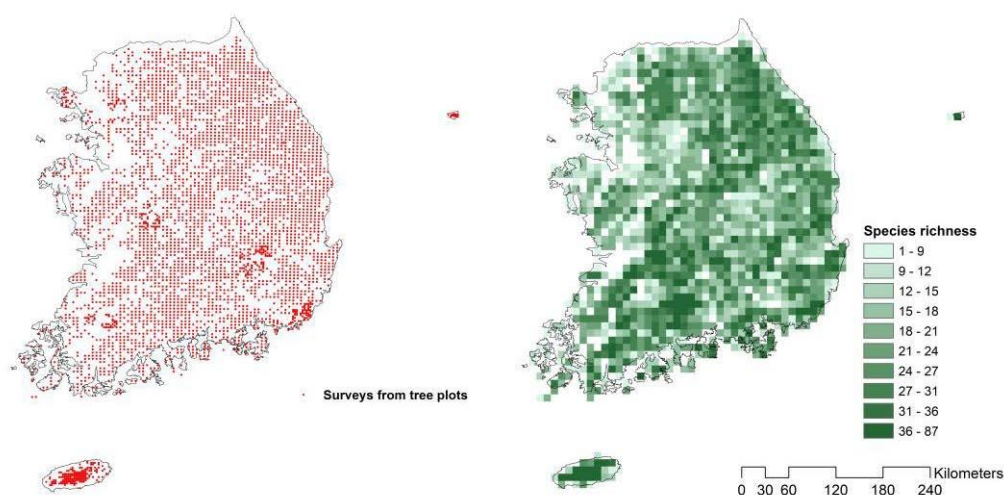 Surveys from tree plots
Species richness
1 - 9
9 - 12
12 - 15
15 - 18
18 - 21
21 - 24
24 - 27
27 - 31
31 - 36
36 - 87
Kilometers
0 30 60 120 180 240